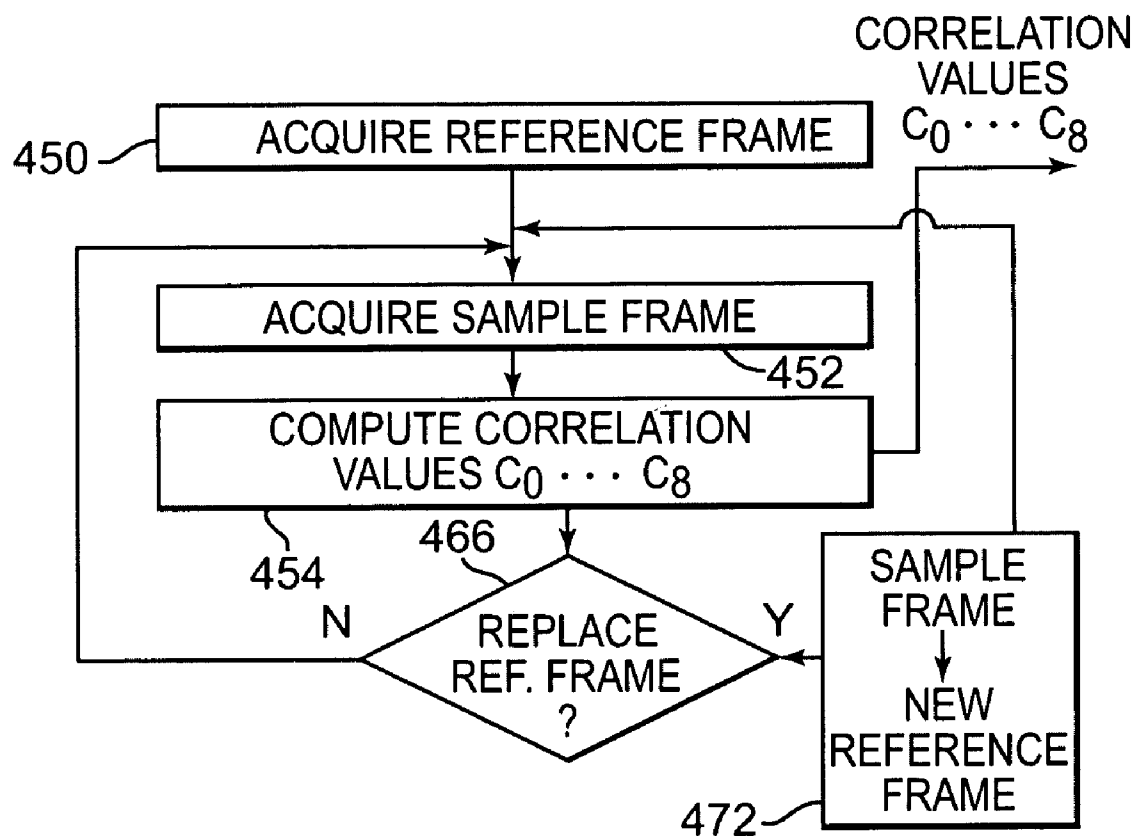 CORRELATION
VALUES
C0 · · · C8
450
ACQUIRE REFERENCE FRAME
ACQUIRE SAMPLE FRAME
452
COMPUTE CORRELATION
VALUES C0 · · · C8
454
466
N
REPLACE
REF. FRAME
?
Y
SAMPLE
FRAME
NEW
REFERENCE
FRAME
472